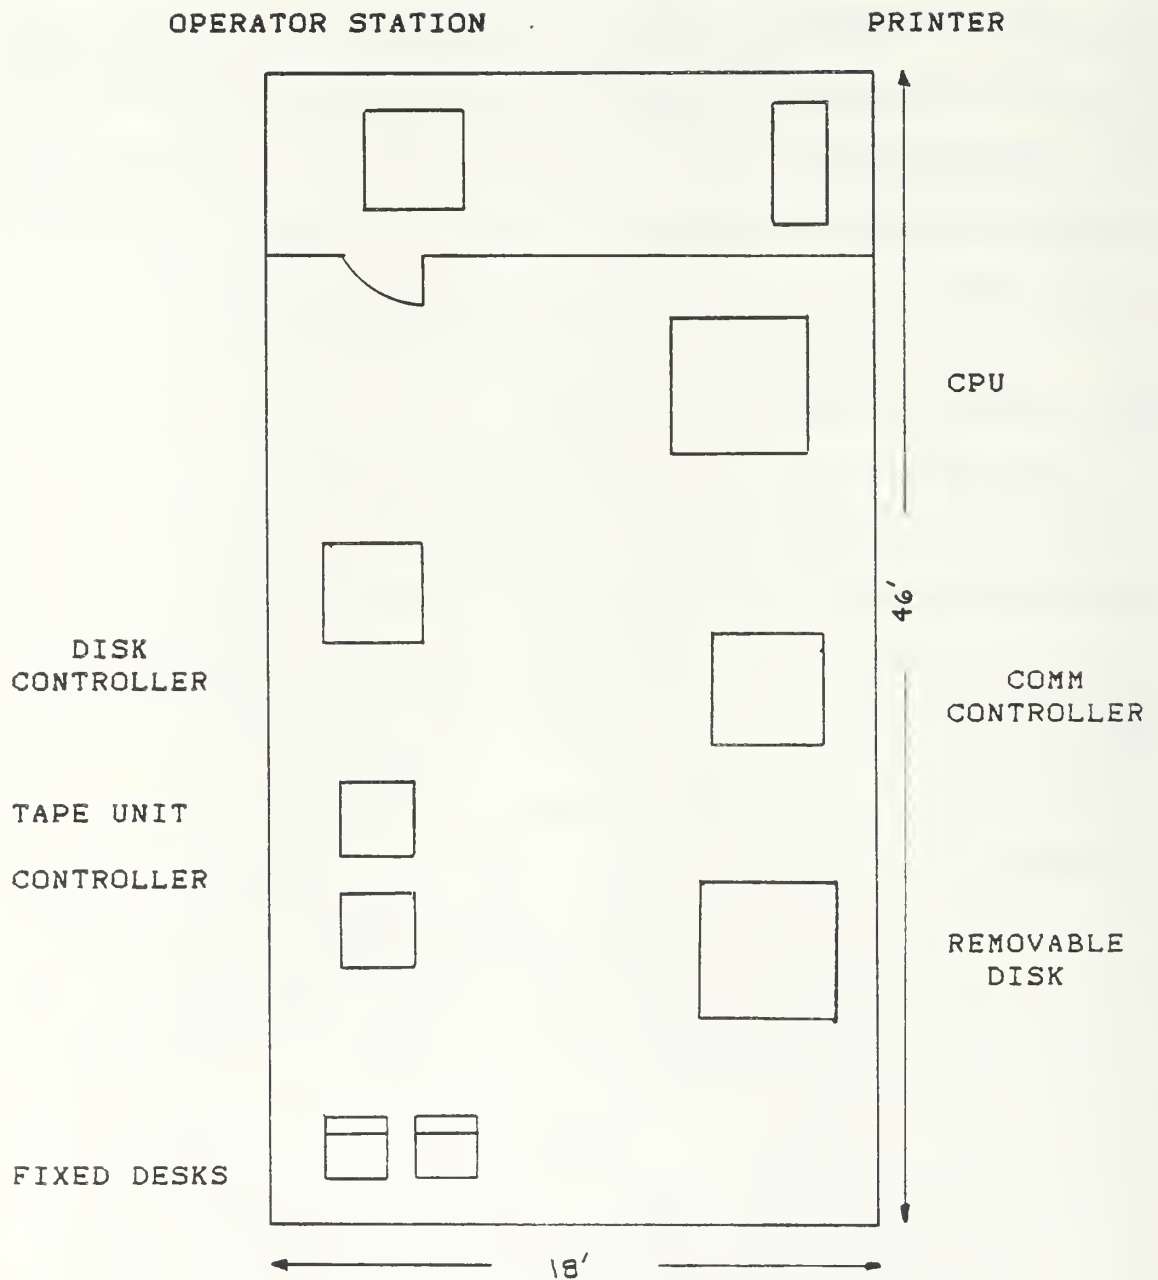 OPERATOR STATION
PRINTER
CPU
46'
DISK
CONTROLLER
COMM
CONTROLLER
TAPE UNIT
CONTROLLER
REMOVABLE
DISK
FIXED DESKS
18'